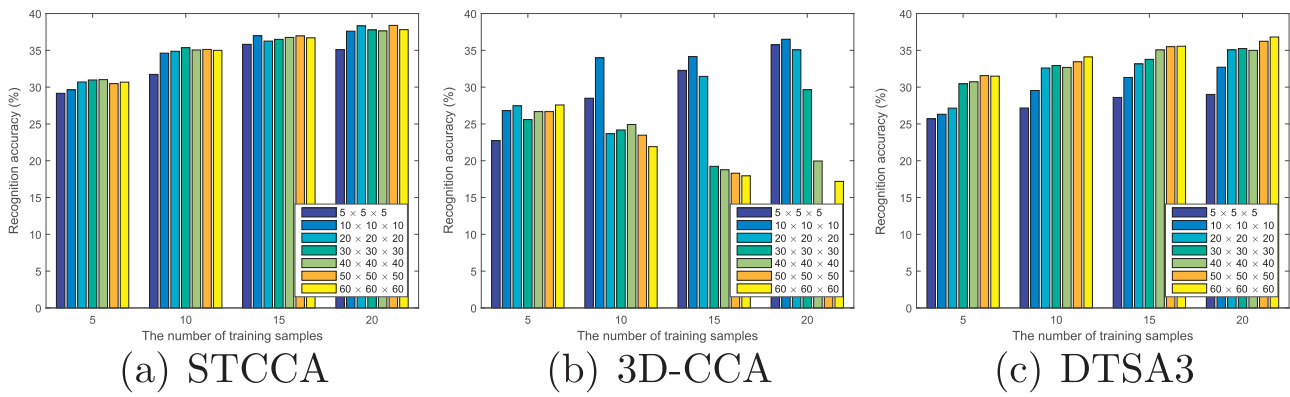 40
35
30
25
20
15
10
5
0
Recognition accuracy (%)
5 × 5 × 5
10 × 10 × 10
20 × 20 × 20
30 × 30 × 30
40 × 40 × 40
50 × 50 × 50
60 × 60 × 60
5 10 15 20
The number of training samples
(a) STCCA
40
35
30
25
20
15
10
5
0
Recognition accuracy (%)
5 × 5 × 5
10 × 10 × 10
20 × 20 × 20
30 × 30 × 30
40 × 40 × 40
50 × 50 × 50
60 × 60 × 60
5 10 15 20
The number of training samples
(b) 3D-CCA
40
35
30
25
20
15
10
5
0
Recognition accuracy (%)
5 × 5 × 5
10 × 10 × 10
20 × 20 × 20
30 × 30 × 30
40 × 40 × 40
50 × 50 × 50
60 × 60 × 60
5 10 15 20
The number of training samples
(c) DTSA3